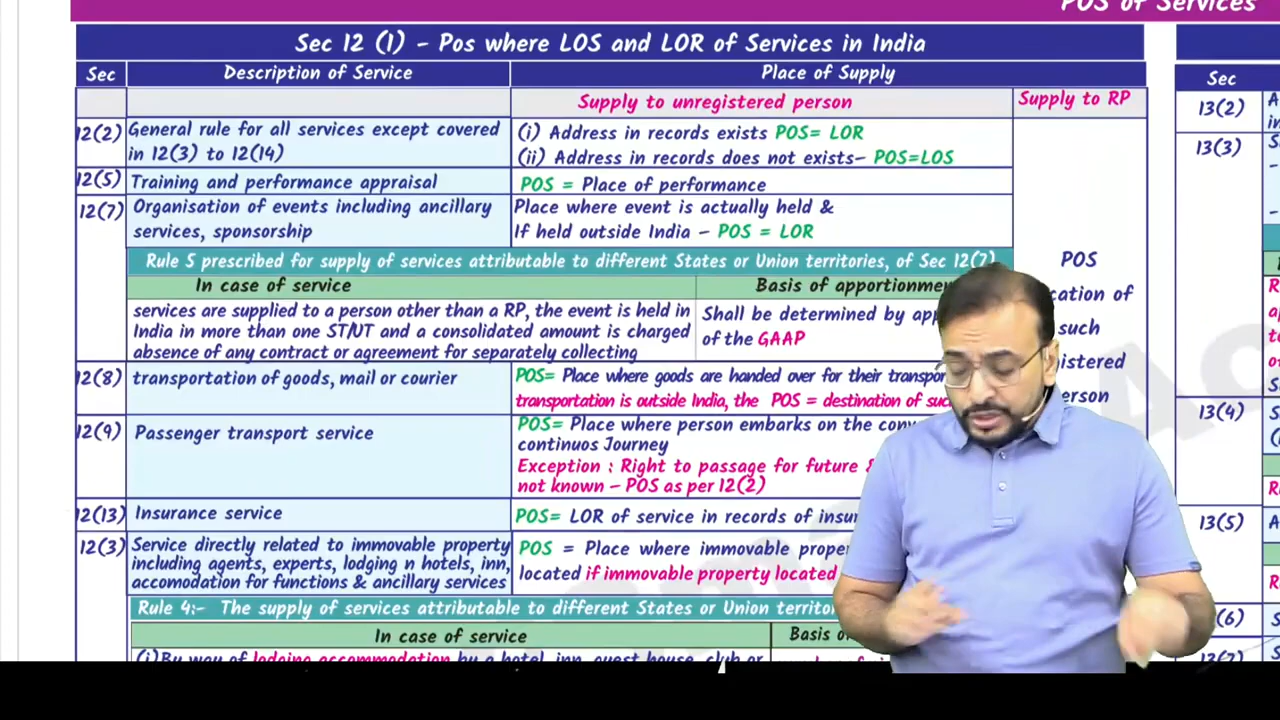 POS of Services
Sec 12 (1) - Pos where LOS and LOR of Services in India
Sec
Description of Service
Place of Supply
Supply to unregistered person
Supply to RP
12(2)
General rule for all services except covered
in 12(3) to 12(14)
(i) Address in records exists POS= LOR
(ii) Address in records does not exists– POS=LOS
12(5)
Training and performance appraisal
POS = Place of performance
12(7)
Organisation of events including ancillary
services, sponsorship
Place where event is actually held &
If held outside India – POS = LOR
Rule 5 prescribed for supply of services attributable to different States or Union territories, of Sec 12(7)
In case of service
Basis of
services are supplied to a person other than a RP, the event is held in
India in more than one ST/UT and a consolidated amount is charged
absence of any contract or agreement for separately collecting
Shall be determined by
of the GAAP
POS
of
such
12(8)
transportation of goods, mail or courier
POS= Place where goods are handed over for their
transportation is outside India, the POS = destination of
12(9)
Passenger transport service
POS= Place where person embarks on the
continuos Journey
Exception : Right to passage for future
not known – POS as per 12(2)
12(13)
Insurance service
POS= LOR of service in records of
12(3)
Service directly related to immovable property
including agents, experts, lodging n hotels, inn,
accomodation for functions & ancillary services
POS = Place where immovable
located if immovable property located
Rule 4:- The supply of services attributable to different States or Union
In case of service
Basis
(i)By way of lodging accommodation by a hotel, inn, guest house, club or
Sec
13(2)
13(3)
13(4)
13(5)
(6)
13(7)